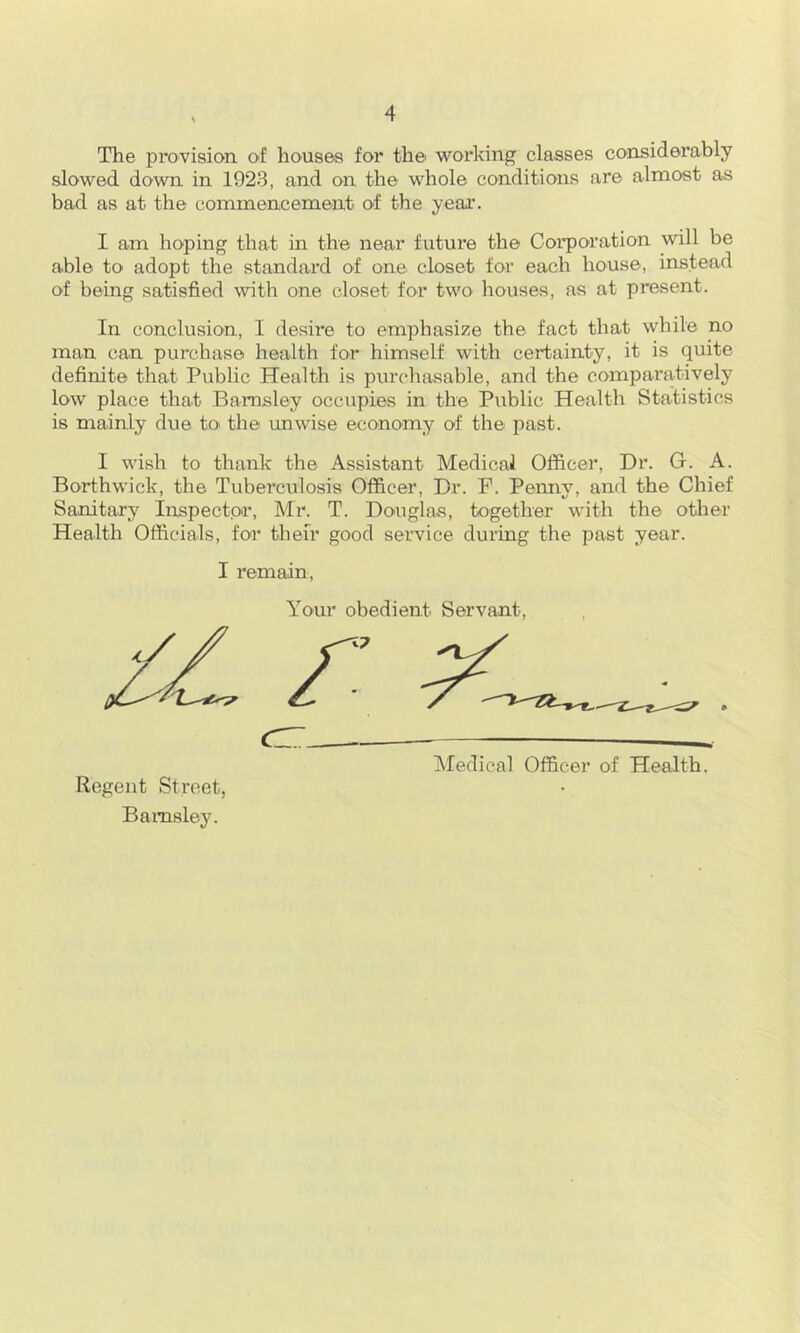 4
The provision of houses for the working classes considerably
slowed down in 1923, and on the whole conditions are almost as
bad as at the commencement of the year.
I am hoping that in the near future the Corporation will be
able to adopt the standard of one closet for each house, instead
of being satisfied with one closet for two houses, as at present.
In conclusion, I desire to emphasize the fact that while no
man can purchase health for himself with certainty, it is quite
definite that Public Health is purchasable, and the comparatively
low place that Barnsley occupies in the Public Health Statistics
is mainly due to the unwise economy of the past.
I wish to thank the Assistant Medical Officer, Dr. G. A.
Borthwick, the Tuberculosis Officer, Dr. F. Penny, and the Chief
Sanitary Inspector, Mr. T. Douglas, together with the other
Health Officials, for their good service during the past year.
I remain,
Your obedient Servant,
Medical Officer of Health.
Regent Street,
Barnsley.